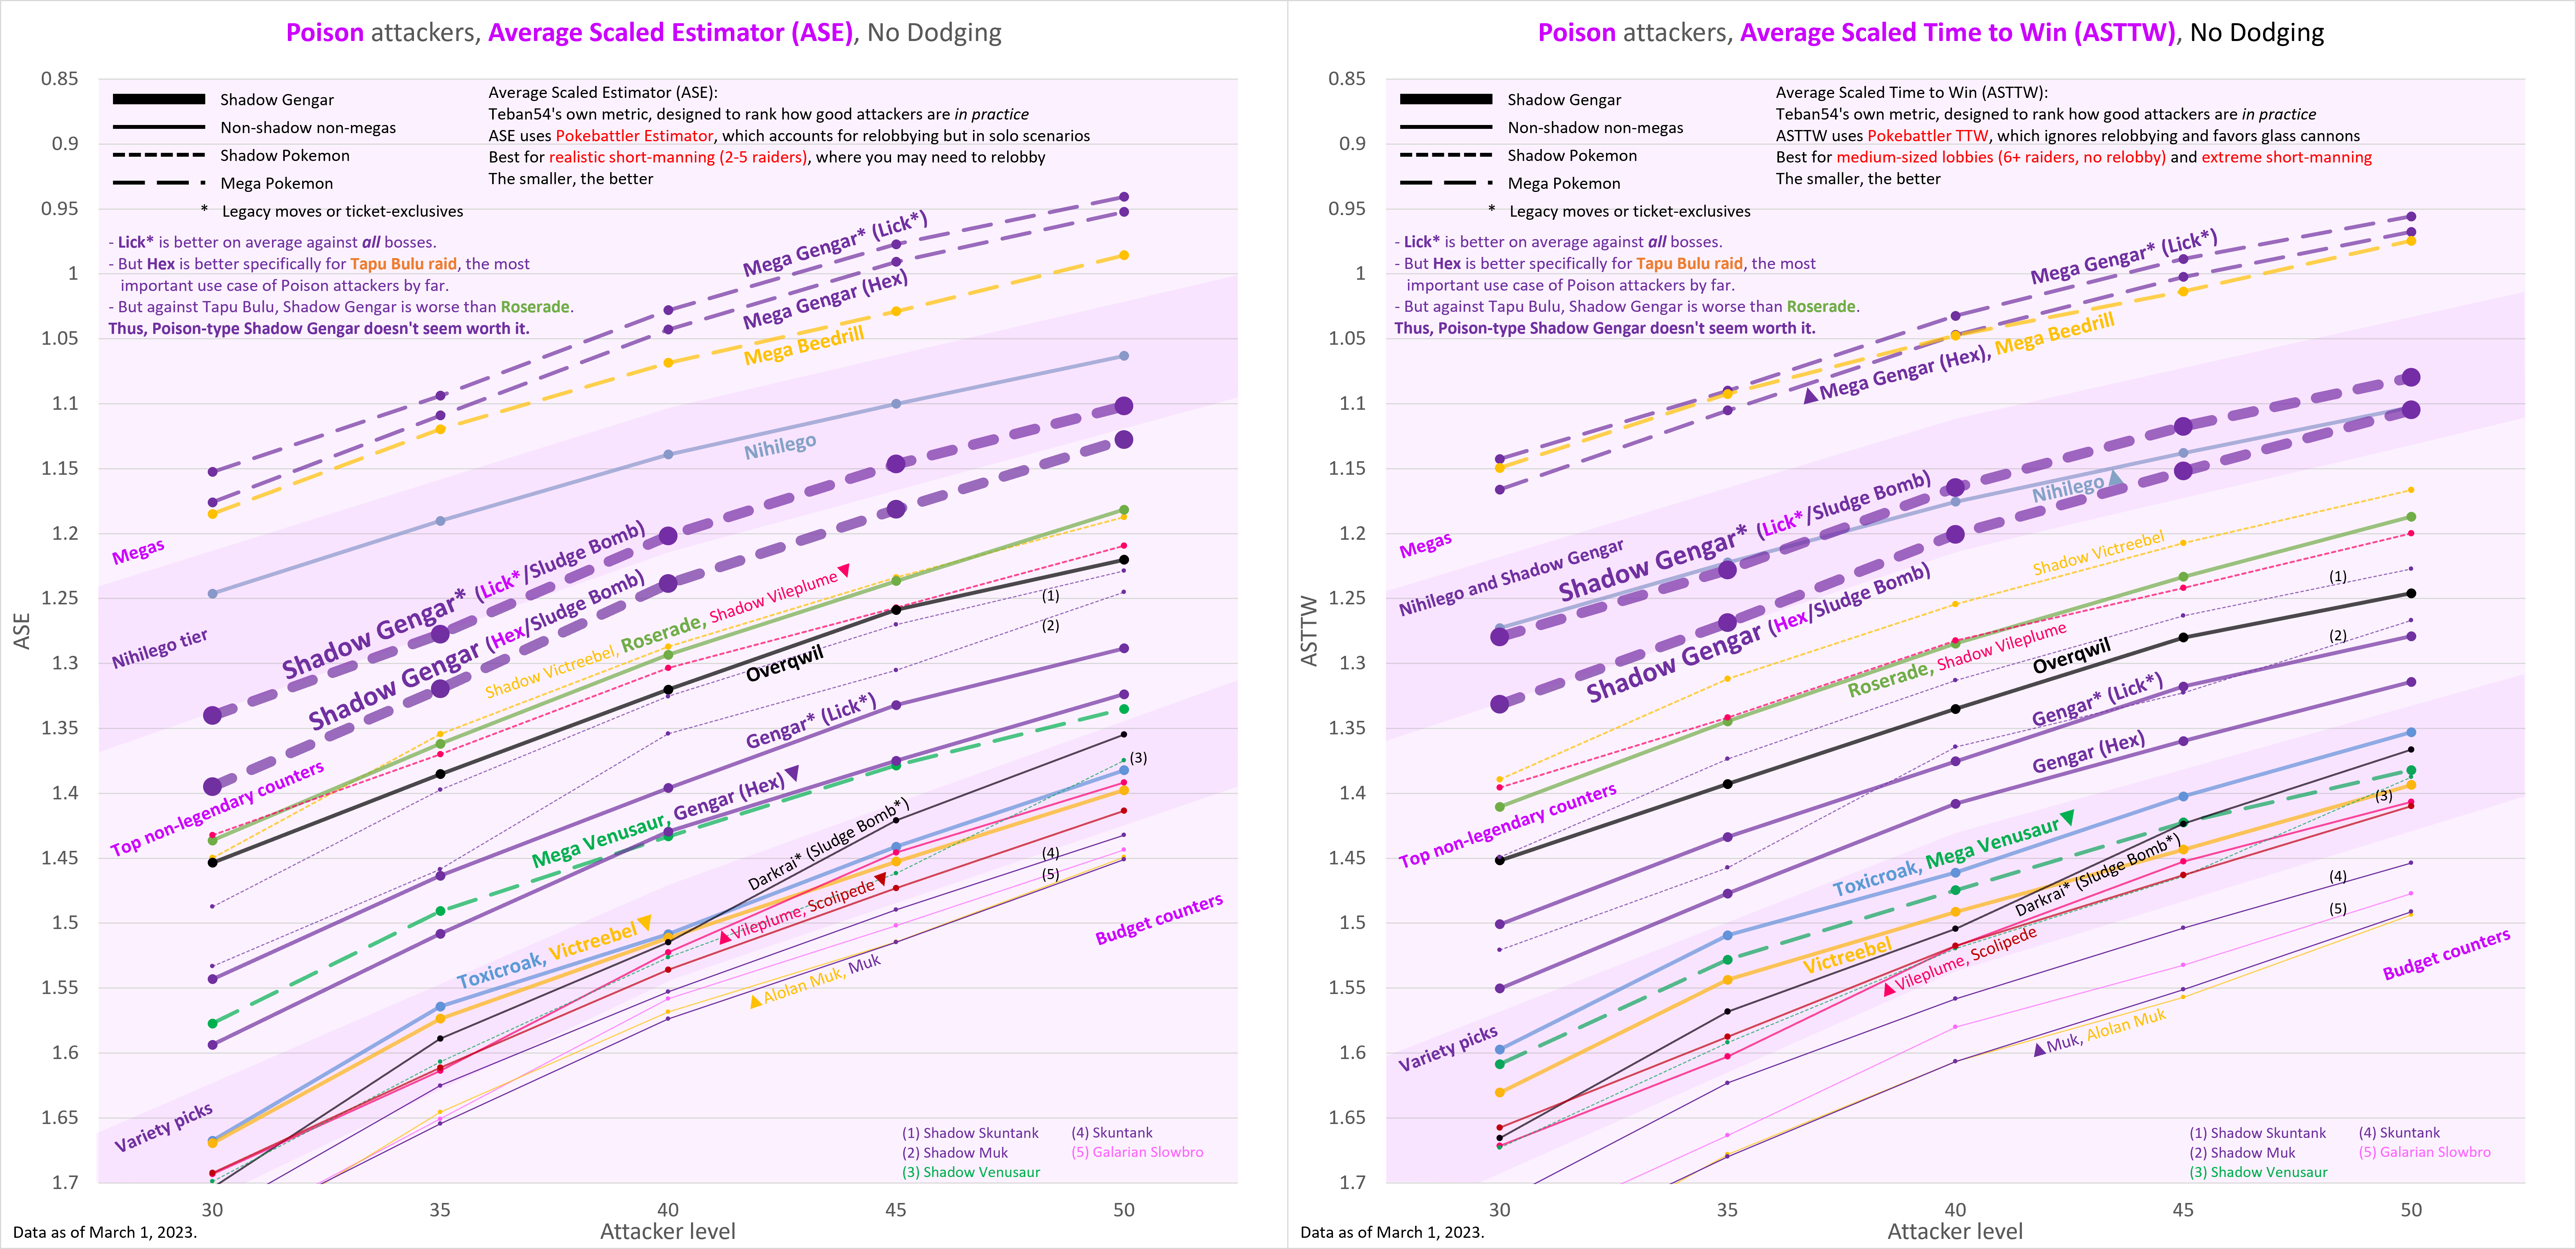 Poison attackers, Average Scaled Estimator (ASE), No Dodging
0.85
0.9
0.95
1
1.05
1.1
1.15
1.2
1.25
1.3
1.35
1.4
1.45
1.5
1.55
1.6
1.65
1.7
ASE
Shadow Gengar
Non-shadow non-megas
Shadow Pokemon
Mega Pokemon
* Legacy moves or ticket-exclusives
Average Scaled Estimator (ASE):
Teban54's own metric, designed to rank how good attackers are in practice
ASE uses Pokebattler Estimator, which accounts for relobbying but in solo scenarios
Best for realistic short-manning (2-5 raiders), where you may need to relobby
The smaller, the better
- Lick* is better on average against all bosses.
- But Hex is better specifically for Tapu Bulu raid, the most
important use case of Poison attackers by far.
- But against Tapu Bulu, Shadow Gengar is worse than Roserade.
Thus, Poison-type Shadow Gengar doesn't seem worth it.
Mega Gengar* (Lick*)
Mega Gengar (Hex)
Mega Beedrill
Nihilego
Megas
Nihilego tier
Shadow Gengar* (Lick*/Sludge Bomb)
Shadow Gengar (Hex/Sludge Bomb)
Shadow Victreebel, Roserade, Shadow Vileplume▼
(1)
(2)
Overqwil
Top non-legendary counters
Gengar* (Lick*)
Mega Venusaur, Gengar (Hex)▼
(3)
Darkrai* (Sludge Bomb*)
(4)
(5)
Toxicroak, Victreebel▼
▲Vileplume, Scolipede▼
Budget counters
▲Alolan Muk, Muk
Variety picks
(1) Shadow Skuntank
(2) Shadow Muk
(3) Shadow Venusaur
(4) Skuntank
(5) Galarian Slowbro
30 35 40 45 50
Attacker level
Data as of March 1, 2023.
Poison attackers, Average Scaled Time to Win (ASTTW), No Dodging
0.85
0.9
0.95
1
1.05
1.1
1.15
1.2
1.25
1.3
1.35
1.4
1.45
1.5
1.55
1.6
1.65
1.7
ASTTW
Shadow Gengar
Non-shadow non-megas
Shadow Pokemon
Mega Pokemon
* Legacy moves or ticket-exclusives
Average Scaled Time to Win (ASTTW):
Teban54's own metric, designed to rank how good attackers are in practice
ASTTW uses Pokebattler TTW, which ignores relobbying and favors glass cannons
Best for medium-sized lobbies (6+ raiders, no relobby) and extreme short-manning
The smaller, the better
- Lick* is better on average against all bosses.
- But Hex is better specifically for Tapu Bulu raid, the most
important use case of Poison attackers by far.
- But against Tapu Bulu, Shadow Gengar is worse than Roserade.
Thus, Poison-type Shadow Gengar doesn't seem worth it.
Mega Gengar* (Lick*)
▲Mega Gengar (Hex), Mega Beedrill
Nihilego▲
Megas
Nihilego and Shadow Gengar
Shadow Gengar* (Lick*/Sludge Bomb)
Shadow Gengar (Hex/Sludge Bomb)
Shadow Victreebel
(1)
Roserade, Shadow Vileplume
(2)
Overqwil
Gengar* (Lick*)
Gengar (Hex)
Top non-legendary counters
(3)
Toxicroak, Mega Venusaur▼
Darkrai* (Sludge Bomb*)
(4)
(5)
Victreebel
▲Vileplume, Scolipede
Budget counters
▲Muk, Alolan Muk
Variety picks
(1) Shadow Skuntank
(2) Shadow Muk
(3) Shadow Venusaur
(4) Skuntank
(5) Galarian Slowbro
30 35 40 45 50
Attacker level
Data as of March 1, 2023.